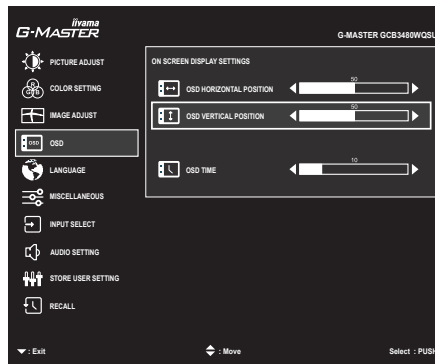 iiyama
G-MASTER
G-MASTER GCB3480WQSU
PICTURE ADJUST
COLOR SETTING
R
G B
IMAGE ADJUST
OSD OSD
LANGUAGE
MISCELLANEOUS
INPUT SELECT
AUDIO SETTING
STORE USER SETTING
RECALL
ON SCREEN DISPLAY SETTINGS
OSD HORIZONTAL POSITION 50
OSD VERTICAL POSITION 50
OSD TIME 10
: Exit
: Move
Select : PUSH